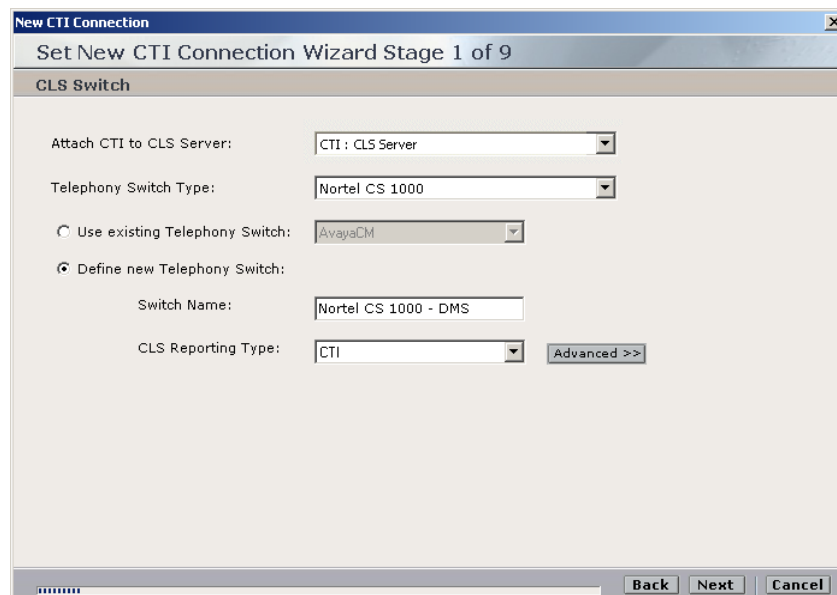 New CTI Connection
Set New CTI Connection Wizard Stage 1 of 9
CLS Switch
Attach CTI to CLS Server: CTI : CLS Server
Telephony Switch Type: Nortel CS 1000
Use existing Telephony Switch: AvayaCM
Define new Telephony Switch:
Switch Name: Nortel CS 1000 - DMS
CLS Reporting Type: CTI Advanced >>
Back Next Cancel